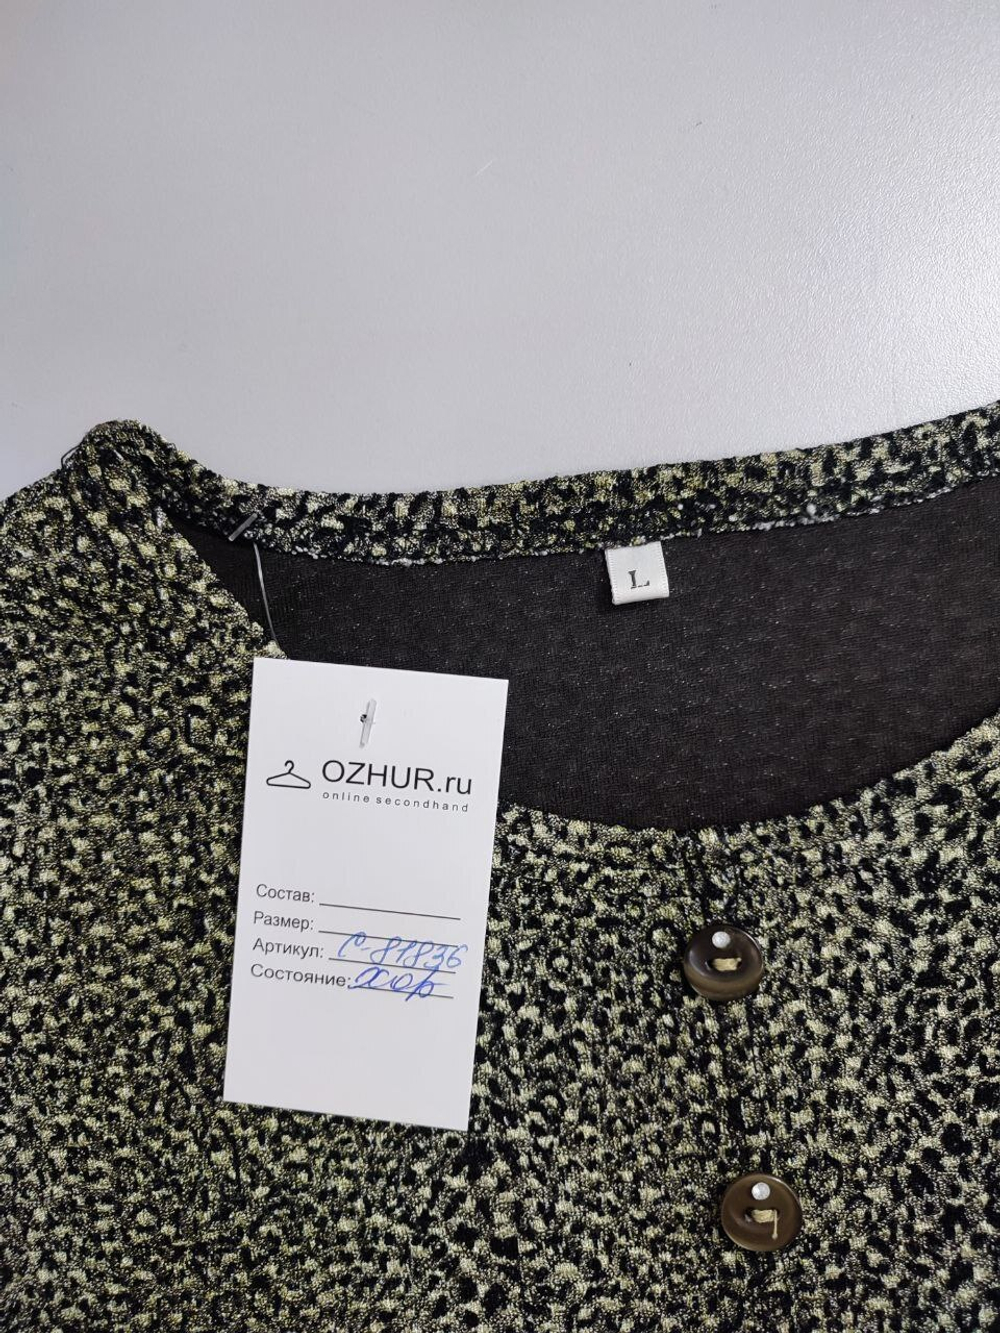 L
OZHUR.ru
online secondhand
Состав:
Размер:
Артикул: С-81836
Состояние: хор